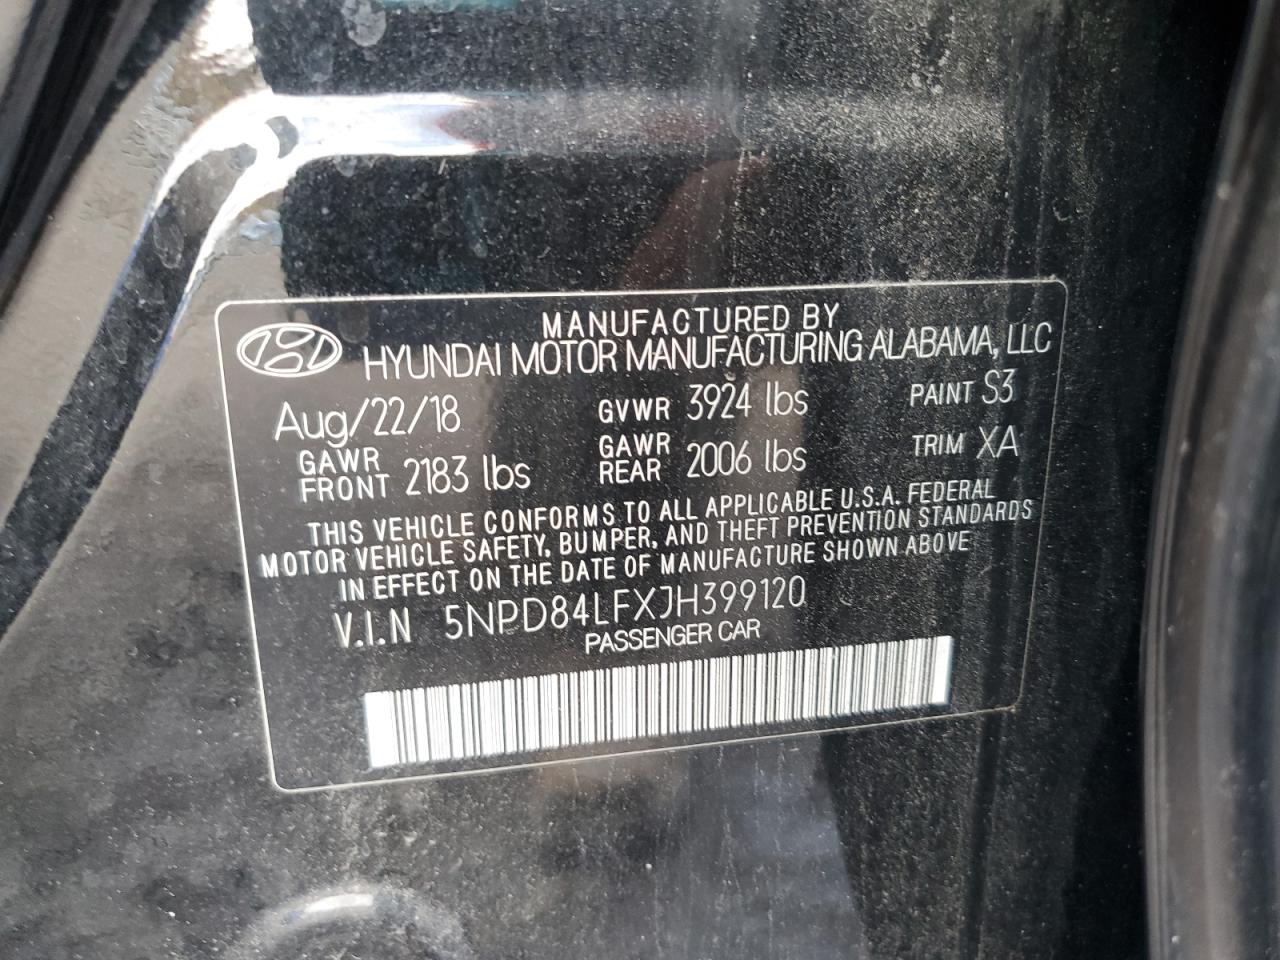 MANUFACTURED BY
HYUNDAI MOTOR MANUFACTURING ALABAMA, LLC
Aug/22/18 GVWR 3924 lbs PAINT S3
GAWR FRONT 2183 lbs GAWR REAR 2006 lbs TRIM XA
THIS VEHICLE CONFORMS TO ALL APPLICABLE U.S.A. FEDERAL
MOTOR VEHICLE SAFETY, BUMPER, AND THEFT PREVENTION STANDARDS
IN EFFECT ON THE DATE OF MANUFACTURE SHOWN ABOVE
V.I.N 5NPD84LFXJH399120
PASSENGER CAR